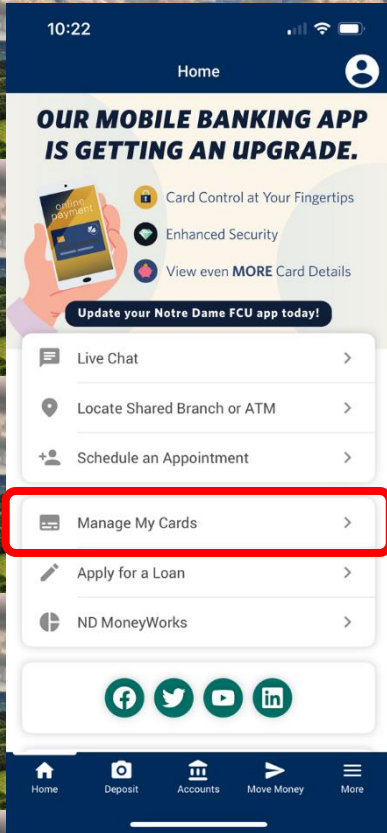 10:22
Home
OUR MOBILE BANKING APP
IS GETTING AN UPGRADE.
online
payment
Card Control at Your Fingertips
Enhanced Security
View even MORE Card Details
Update your Notre Dame FCU app today!
Live Chat
Locate Shared Branch or ATM
Schedule an Appointment
Manage My Cards
Apply for a Loan
ND MoneyWorks
Home
Deposit
Accounts
Move Money
More